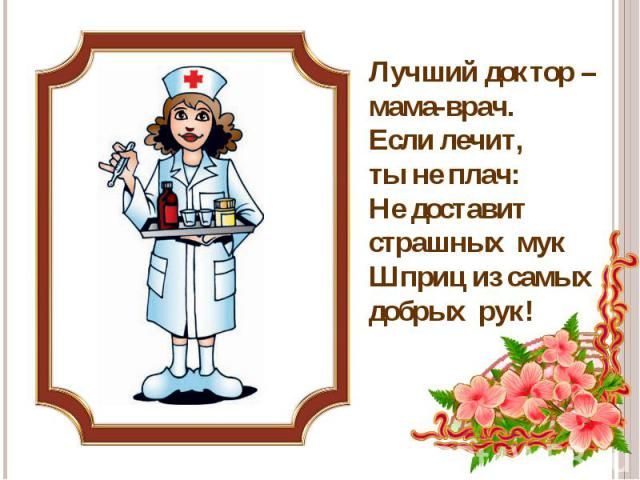 Лучший доктор –
мама-врач.
Если лечит,
ты не плач:
Не доставит
страшных мук
Шприц из самых
добрых рук!